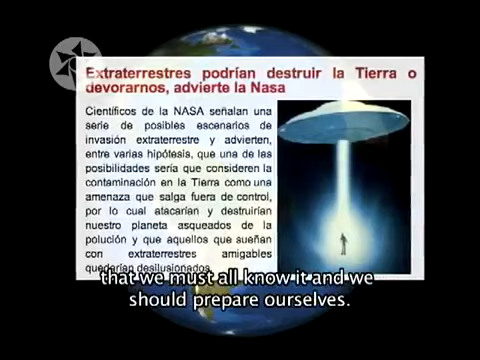 Extraterrestres podrían destruir la Tierra o
devorarnos, advierte la Nasa
Científicos de la NASA señalan una
serie de posibles escenarios de
invasión extraterrestre y advierten,
entre varias hipótesis, que una de las
posibilidades sería que consideren la
contaminación en la Tierra como una
amenaza que salga fuera de control,
por lo cual atacarían y destruirían
nuestro planeta asqueados de la
polución y que aquellos que sueñan
con extraterrestres amigables
quedarían desilusionados.
that we must all know it and we
should prepare ourselves.